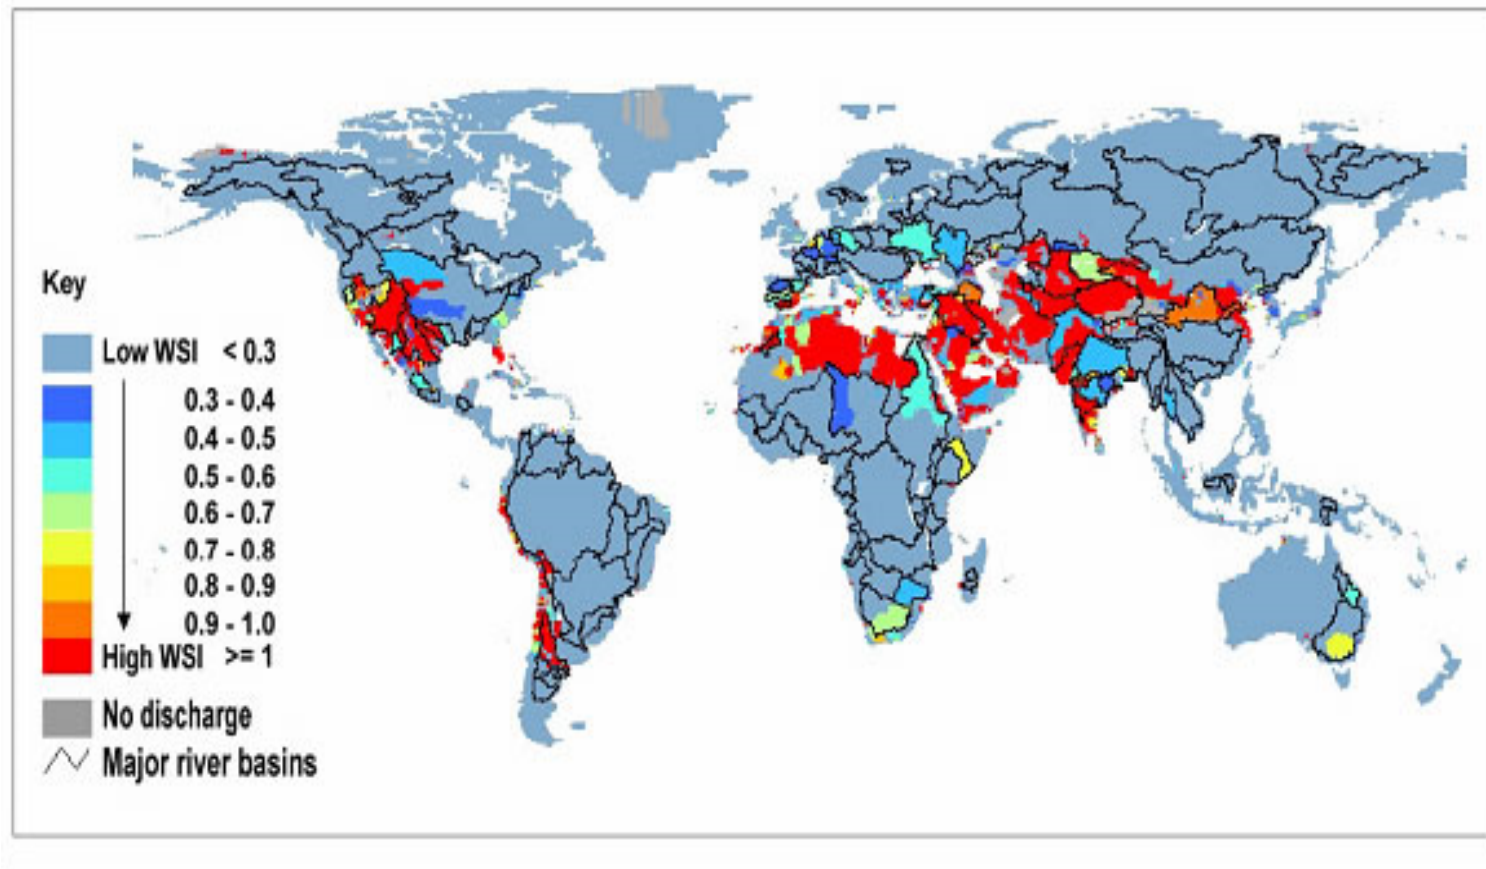 Key
Low WSI < 0.3
0.3 - 0.4
0.4 - 0.5
0.5 - 0.6
0.6 - 0.7
0.7 - 0.8
0.8 - 0.9
0.9 - 1.0
High WSI >= 1
No discharge
Major river basins